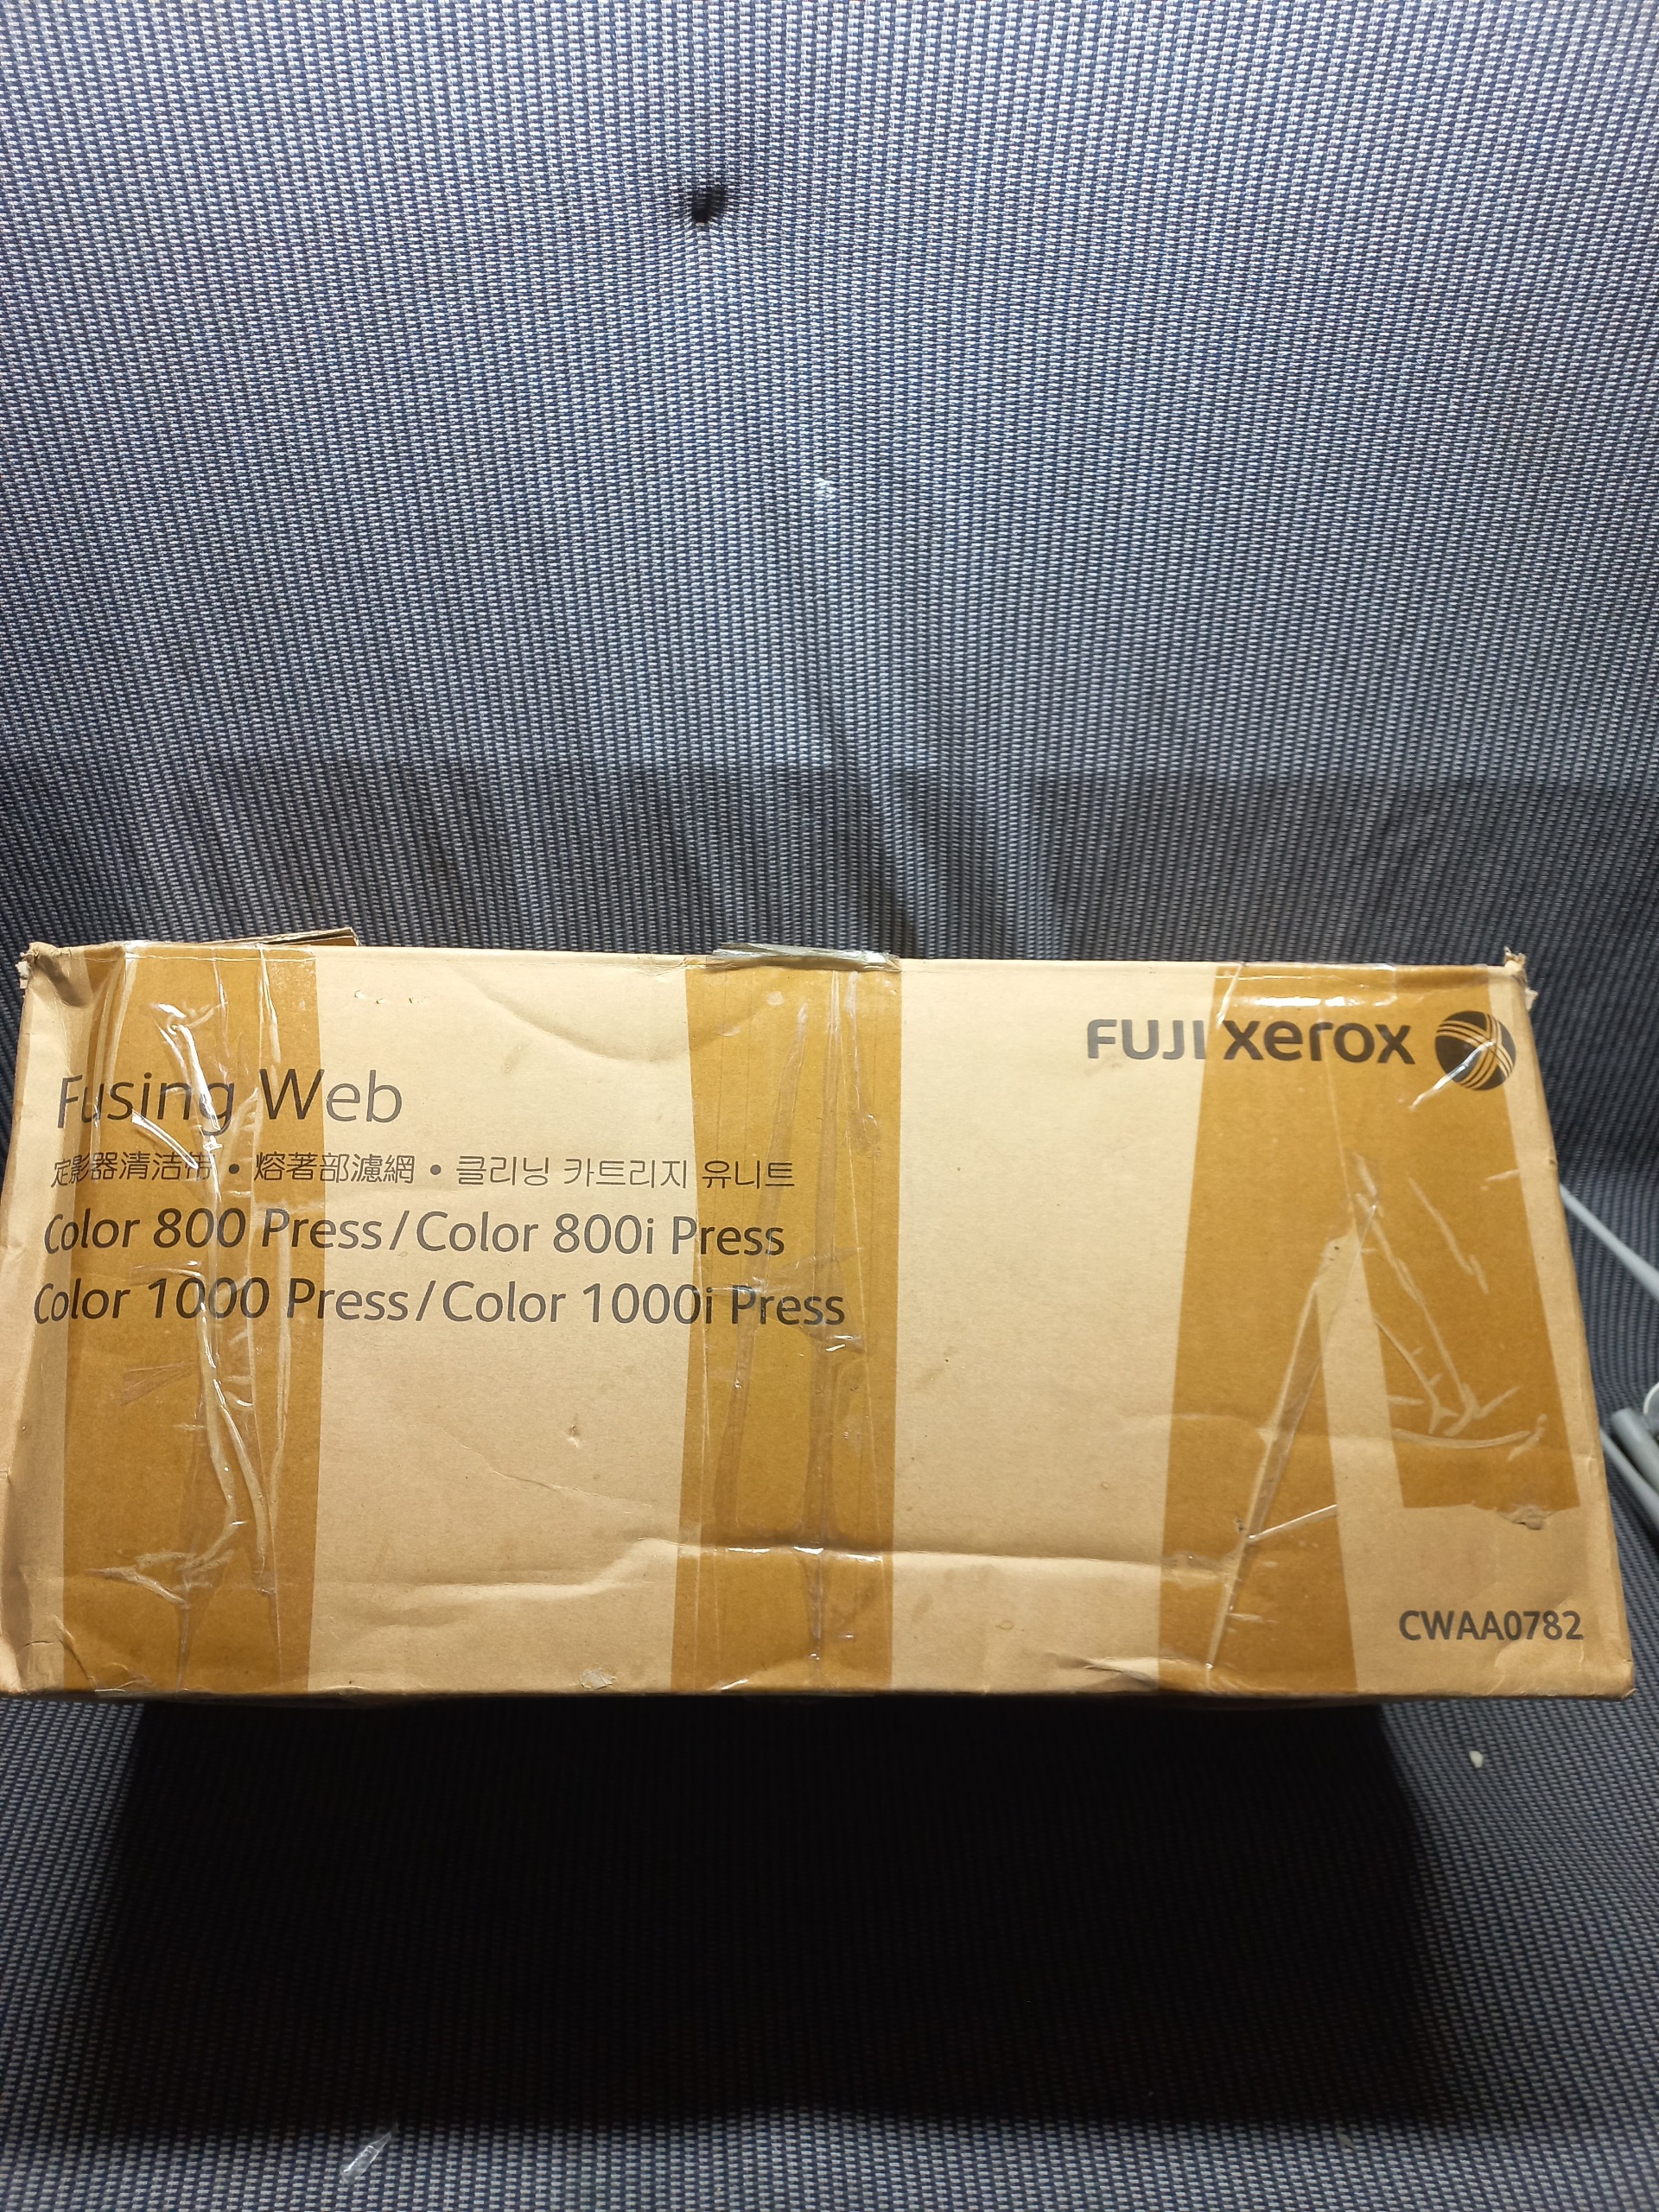 FUJI xerox
Fusing Web
定影器清洁带・熔著部濾網・클리닝 카트리지 유니트
Color 800 Press/Color 800i Press
Color 1000 Press/Color 1000i Press
CWAA0782